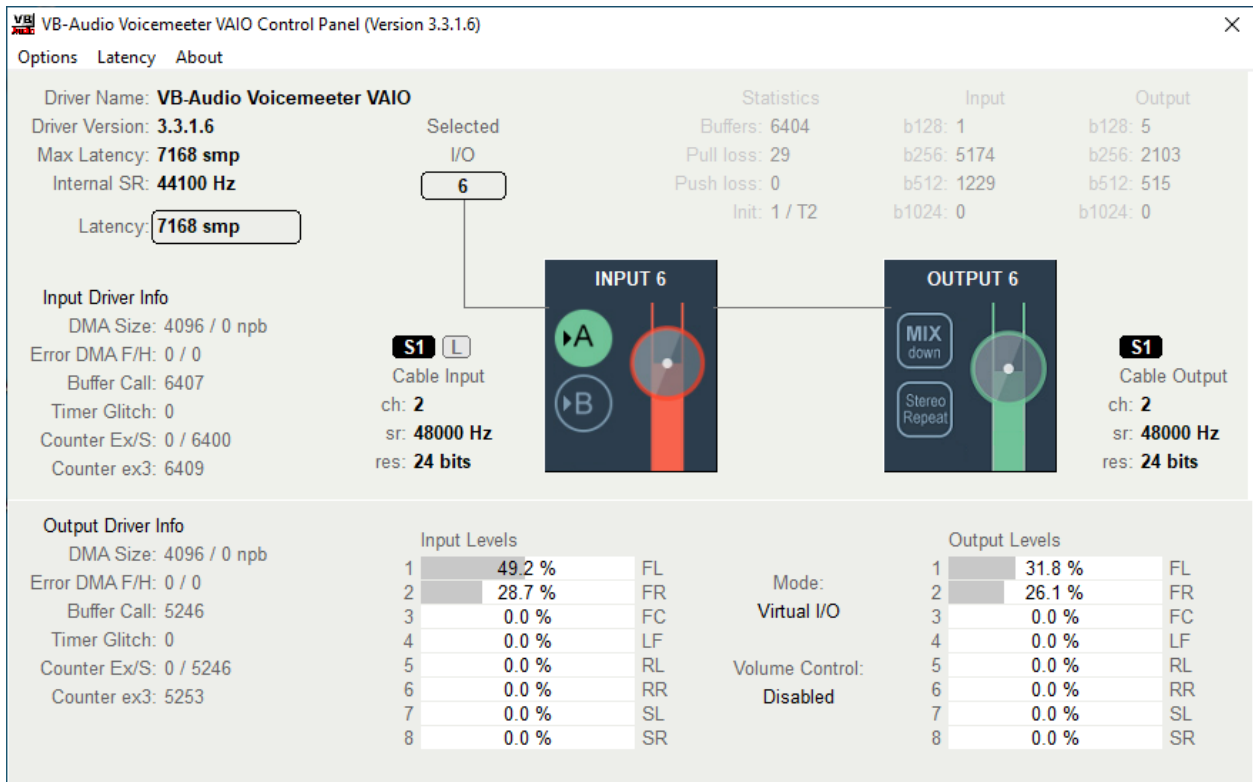 VB-Audio Voicemeeter VAIO Control Panel (Version 3.3.1.6)
Options Latency About
Driver Name: VB-Audio Voicemeeter VAIO
Driver Version: 3.3.1.6
Max Latency: 7168 smp
Internal SR: 44100 Hz
Latency: 7168 smp
Selected
I/O
6
Statistics Input Output
Buffers: 6404 b128: 1 b128: 5
Pull loss: 29 b256: 5174 b256: 2103
Push loss: 0 b512: 1229 b512: 515
Init: 1 / T2 b1024: 0 b1024: 0
Input Driver Info
DMA Size: 4096 / 0 npb
Error DMA F/H: 0 / 0
Buffer Call: 6407
Timer Glitch: 0
Counter Ex/S: 0 / 6400
Counter ex3: 6409
S1 L
Cable Input
ch: 2
sr: 48000 Hz
res: 24 bits
INPUT 6
A
B
OUTPUT 6
MIX
down
Stereo
Repeat
S1
Cable Output
ch: 2
sr: 48000 Hz
res: 24 bits
Output Driver Info
DMA Size: 4096 / 0 npb
Error DMA F/H: 0 / 0
Buffer Call: 5246
Timer Glitch: 0
Counter Ex/S: 0 / 5246
Counter ex3: 5253
Input Levels
1 49.2 % FL
2 28.7 % FR
3 0.0 % FC
4 0.0 % LF
5 0.0 % RL
6 0.0 % RR
7 0.0 % SL
8 0.0 % SR
Mode:
Virtual I/O
Volume Control:
Disabled
Output Levels
1 31.8 % FL
2 26.1 % FR
3 0.0 % FC
4 0.0 % LF
5 0.0 % RL
6 0.0 % RR
7 0.0 % SL
8 0.0 % SR